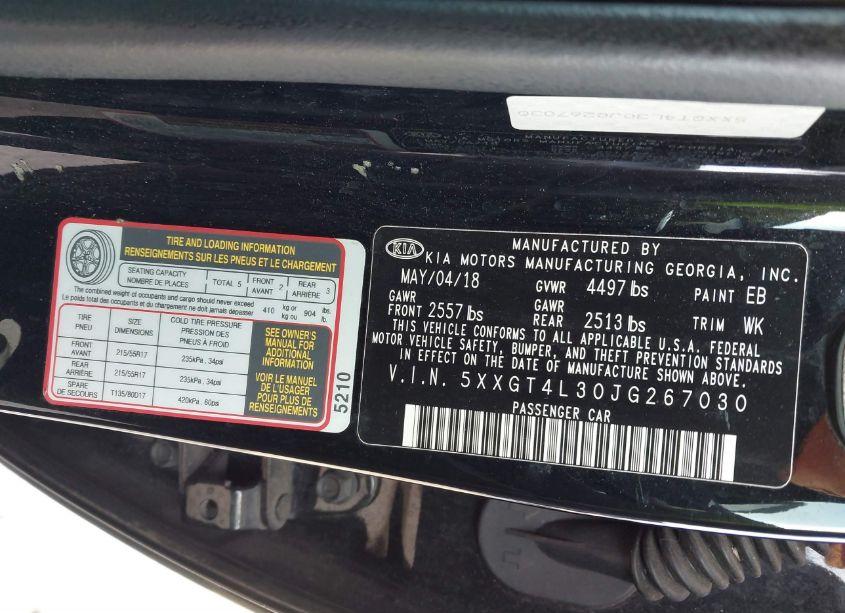 5XXGT4L30JG267030
TIRE AND LOADING INFORMATION
RENSEIGNEMENTS SUR LES PNEUS ET LE CHARGEMENT
SEATING CAPACITY
NOMBRE DE PLACES
TOTAL 5
FRONT
AVANT
2
REAR
ARRIÈRE
3
The combined weight of occupants and cargo should never exceed
Le poids total des occupants et du chargement ne doit jamais dépasser
410 kg or kg ou 904 lbs. lb.
TIRE
PNEU
SIZE
DIMENSIONS
COLD TIRE PRESSURE
PRESSION DES
PNEUS À FROID
FRONT
AVANT
215/55R17
235kPa, 34psi
REAR
ARRIÈRE
215/55R17
235kPa, 34psi
SPARE
DE SECOURS
T135/80D17
420kPa, 60psi
SEE OWNER'S
MANUAL FOR
ADDITIONAL
INFORMATION
VOIR LE MANUEL
DE L'USAGER
POUR PLUS DE
RENSEIGNEMENTS
5210
KIA
MANUFACTURED BY
KIA MOTORS MANUFACTURING GEORGIA, INC.
MAY/04/18 GVWR 4497 lbs PAINT EB
GAWR GAWR
FRONT 2557 lbs REAR 2513 lbs TRIM WK
THIS VEHICLE CONFORMS TO ALL APPLICABLE U.S.A. FEDERAL
MOTOR VEHICLE SAFETY, BUMPER, AND THEFT PREVENTION STANDARDS
IN EFFECT ON THE DATE OF MANUFACTURE SHOWN ABOVE.
V.I.N. 5XXGT4L30JG267030
PASSENGER CAR